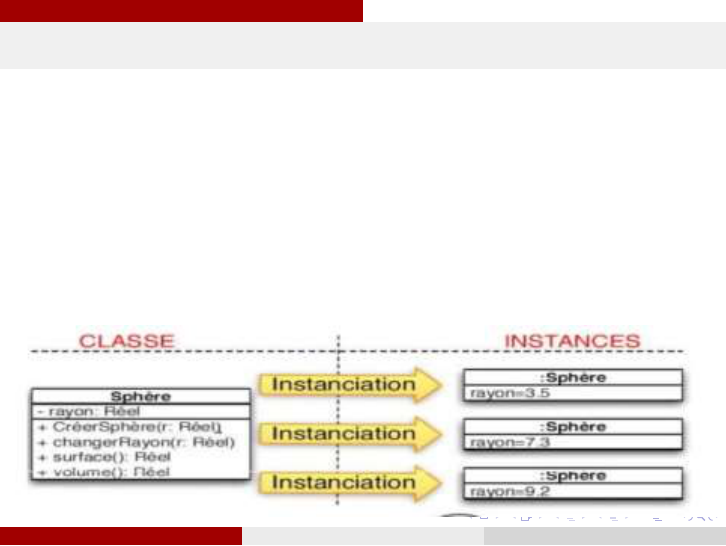 CLASSE
INSTANCES
Sphère
- rayon: Réel
+ CréerSphère(r: Réel)
+ changerRayon(r: Réel)
+ surface(): Réel
+ volume(): Réel
Instanciation
Instanciation
Instanciation
:Sphère
rayon=3.5
:Sphère
rayon=7.3
:Sphère
rayon=9.2